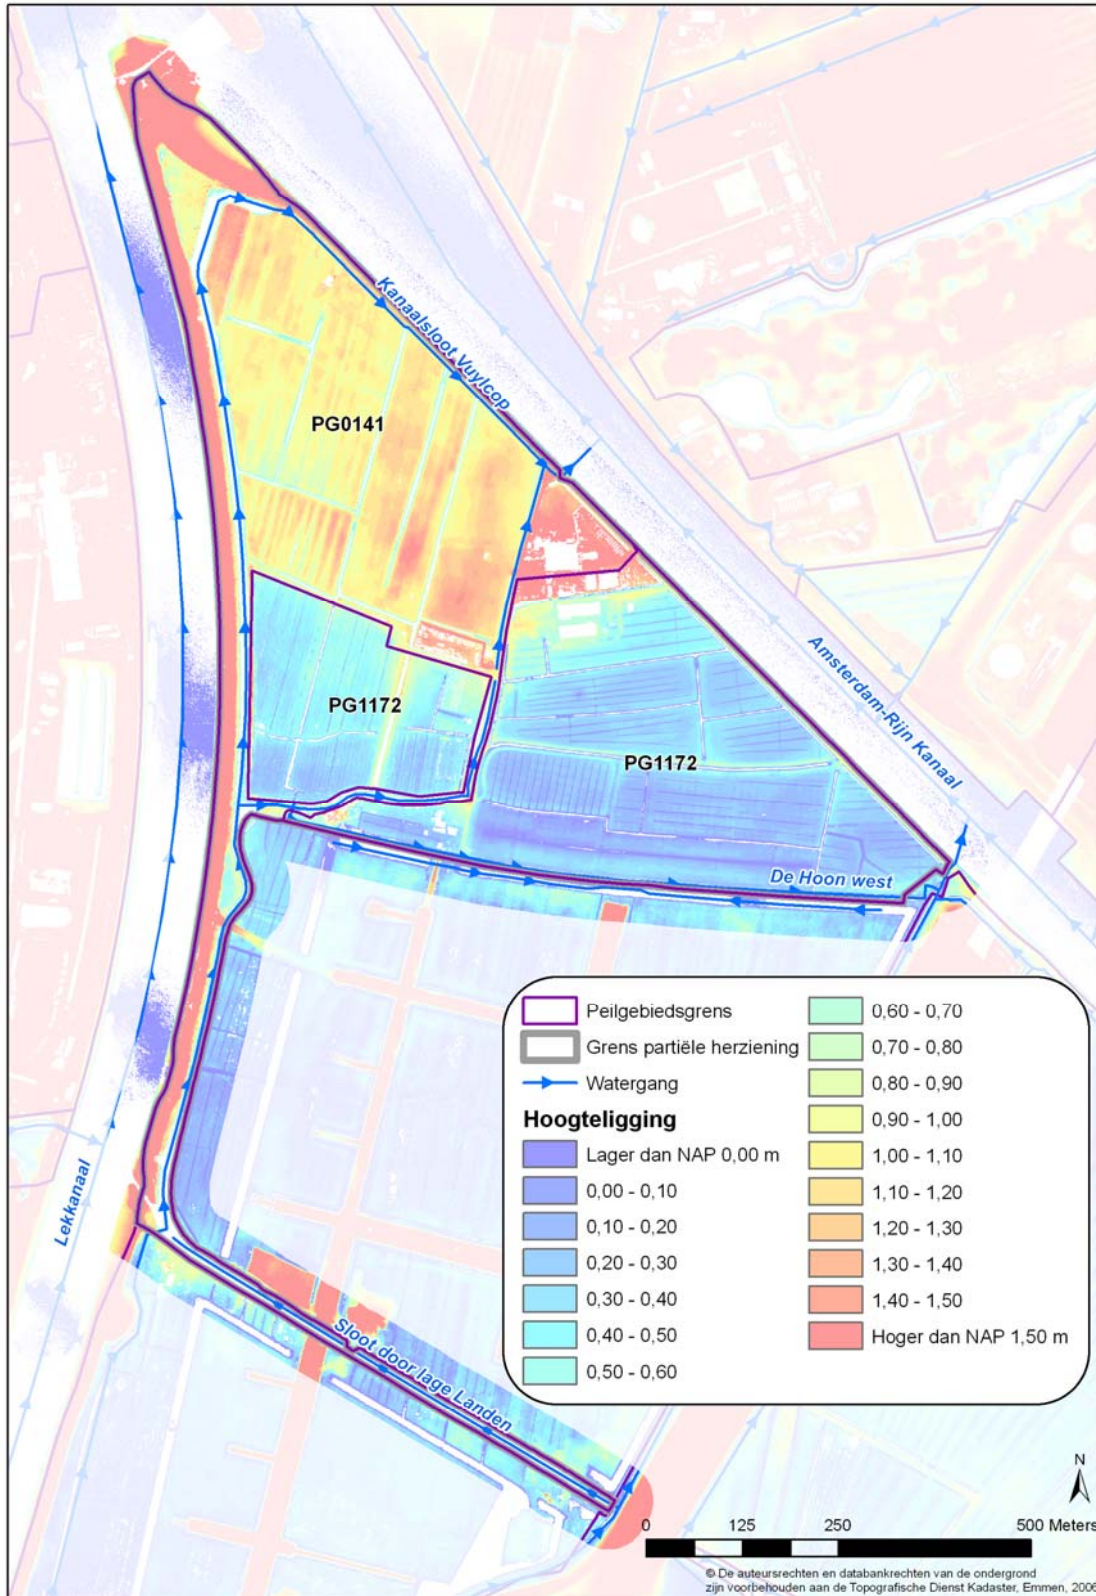 Kanaalsloot Vuylcop
PG0141
PG1172
PG1172
Amsterdam-Rijn Kanaal
De Hoon west
Lekkanaal
Sloot door lage Landen
Peilgebiedsgrens
Grens partiële herziening
Watergang
Hoogteligging
Lager dan NAP 0,00 m
0,00 - 0,10
0,10 - 0,20
0,20 - 0,30
0,30 - 0,40
0,40 - 0,50
0,50 - 0,60
0,60 - 0,70
0,70 - 0,80
0,80 - 0,90
0,90 - 1,00
1,00 - 1,10
1,10 - 1,20
1,20 - 1,30
1,30 - 1,40
1,40 - 1,50
Hoger dan NAP 1,50 m
N
0 125 250 500 Meters
© De auteursrechten en databankrechten van de ondergrond
zijn voorbehouden aan de Topografische Dienst Kadaster, Emmen, 2006